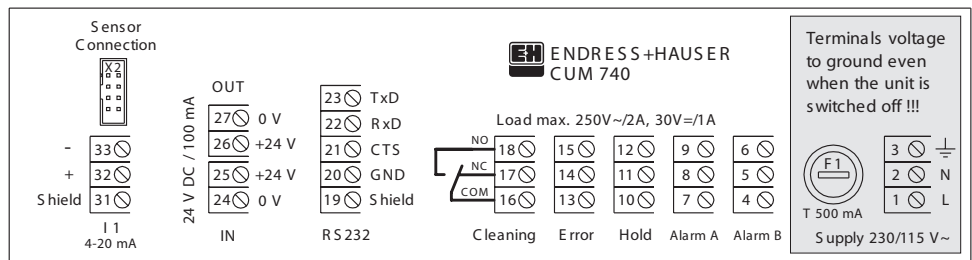 Sensor
Connection
X2
- 33
+ 32
Shield 31
I 1
4-20 mA
24 V DC / 100 mA
OUT
27 0 V
26 +24 V
25 +24 V
24 0 V
IN
23 TxD
22 RxD
21 CTS
20 GND
19 Shield
RS232
E+H ENDRESS+HAUSER
CUM 740
Load max. 250V~/2A, 30V=/1A
NO 18 15 12 9 6
NC 17 14 11 8 5
COM 16 13 10 7 4
Cleaning Error Hold Alarm A Alarm B
Terminals voltage
to ground even
when the unit is
switched off !!!
F1
T 500 mA
3
2 N
1 L
Supply 230/115 V~